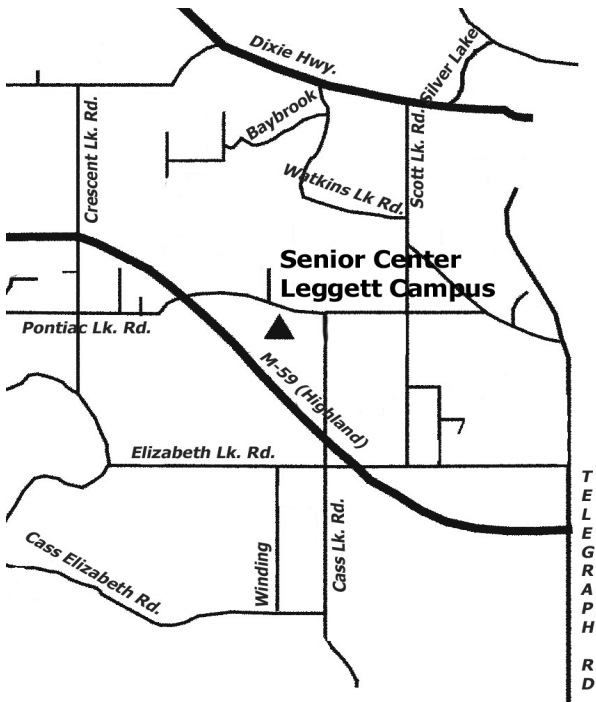 Dixie Hwy.
Silver Lake
Baybrook
Crescent Lk. Rd.
Scott Lk. Rd.
Watkins Lk Rd.
Senior Center
Leggett Campus
Pontiac Lk. Rd.
M-59 (Highland)
Elizabeth Lk. Rd.
TELEGRAPH RD
Cass Lk. Rd.
Winding
Cass Elizabeth Rd.